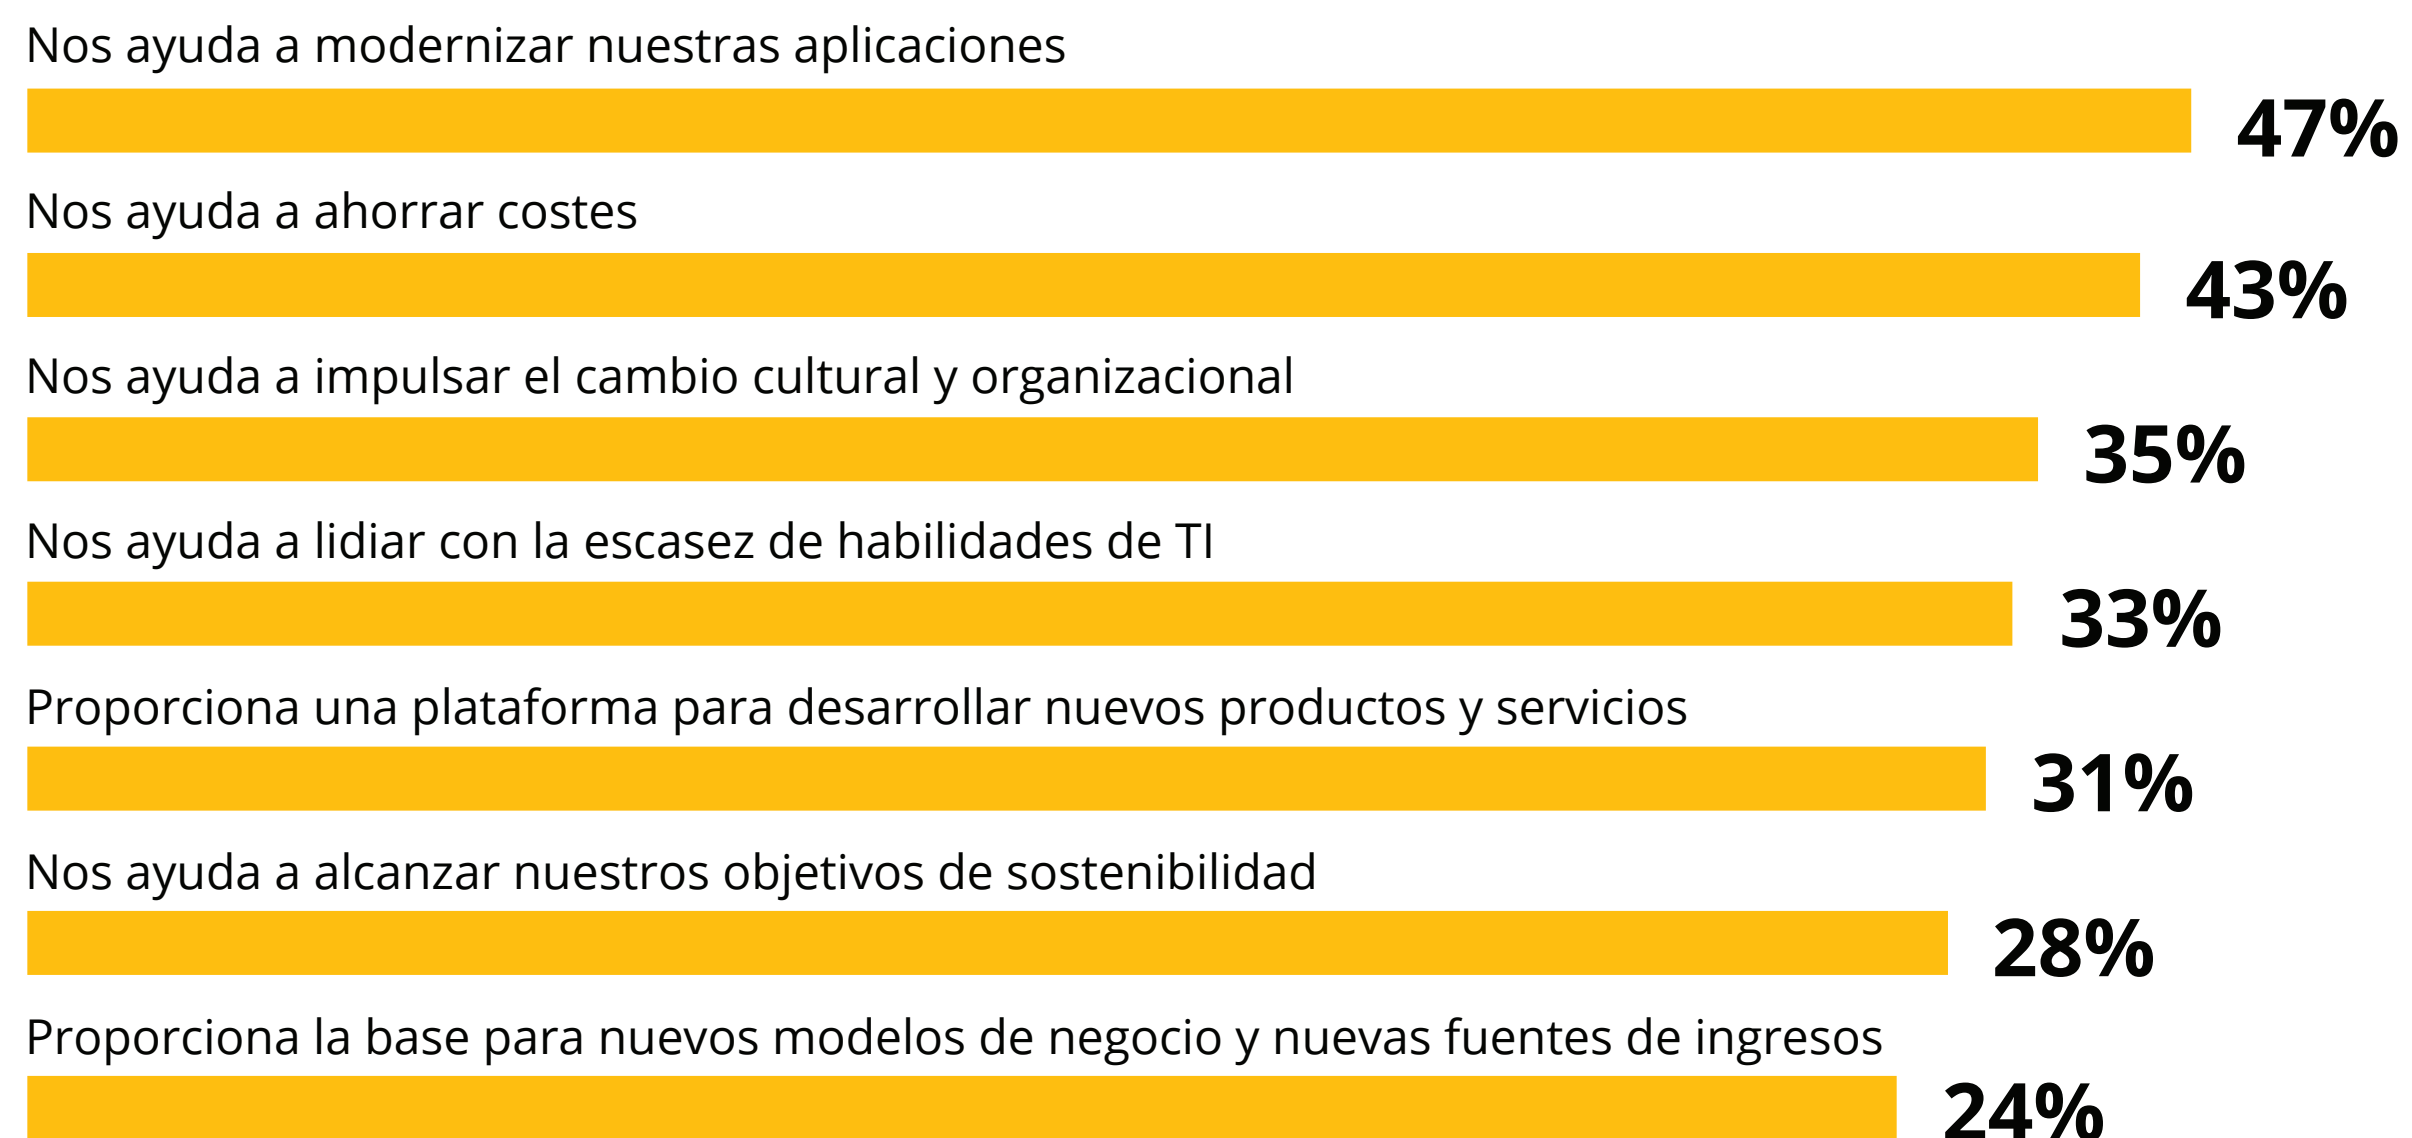 Nos ayuda a modernizar nuestras aplicaciones
47%
Nos ayuda a ahorrar costes
43%
Nos ayuda a impulsar el cambio cultural y organizacional
35%
Nos ayuda a lidiar con la escasez de habilidades de TI
33%
Proporciona una plataforma para desarrollar nuevos productos y servicios
31%
Nos ayuda a alcanzar nuestros objetivos de sostenibilidad
28%
Proporciona la base para nuevos modelos de negocio y nuevas fuentes de ingresos
24%